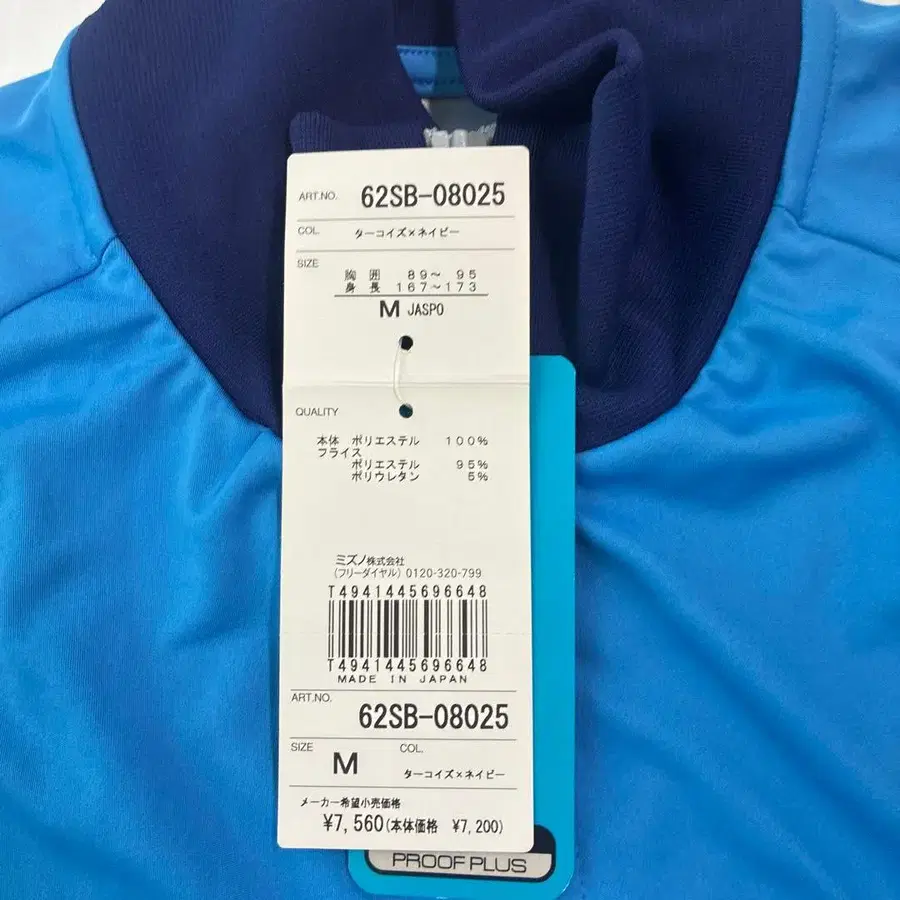 ART.NO. 62SB-08025
COL. ターコイズ×ネイビー
SIZE
胸囲 89～95
身長 167～173
M JASPO
QUALITY
本体 ポリエステル 100%
フライス
ポリエステル 95%
ポリウレタン 5%
ミズノ株式会社
(フリーダイヤル) 0120-320-799
T4941445696648
T4941445696648
MADE IN JAPAN
ART.NO.
62SB-08025
SIZE M COL.
ターコイズ×ネイビー
メーカー希望小売価格
¥7,560(本体価格 ¥7,200)
PROOF PLUS